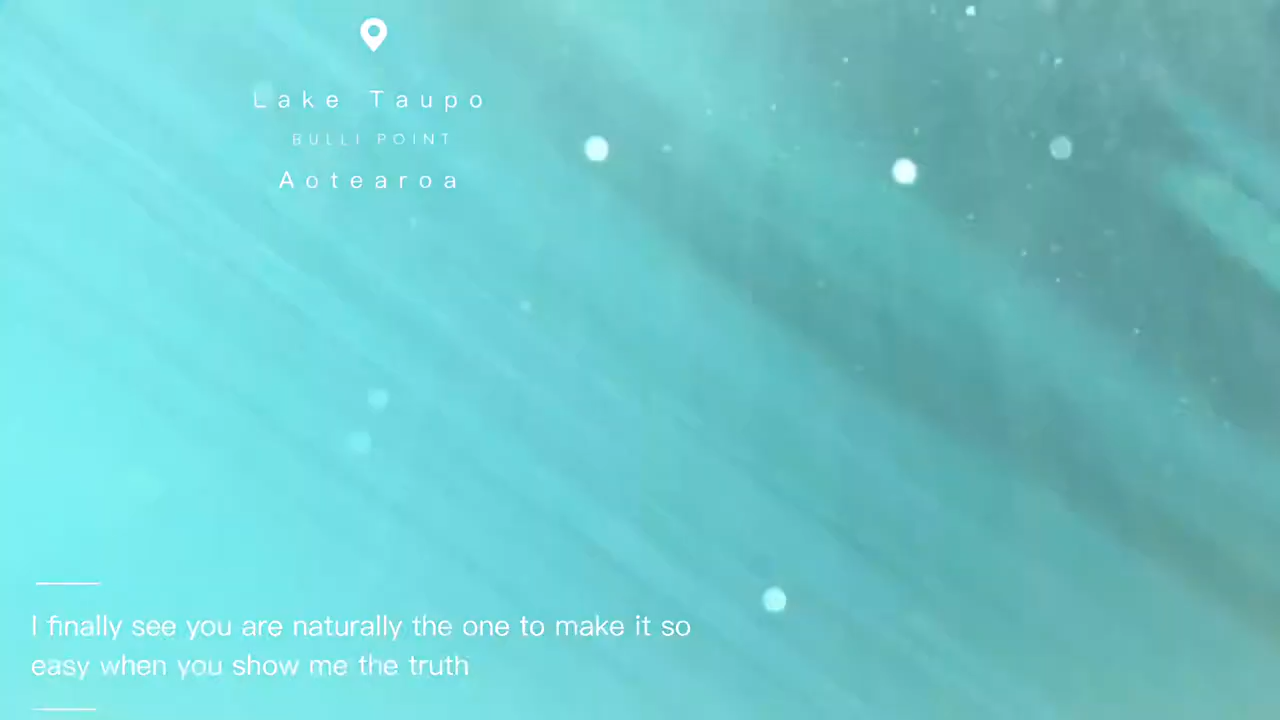 Lake Taupo
BULLI POINT
Aotearoa
I finally see you are naturally the one to make it so
easy when you show me the truth